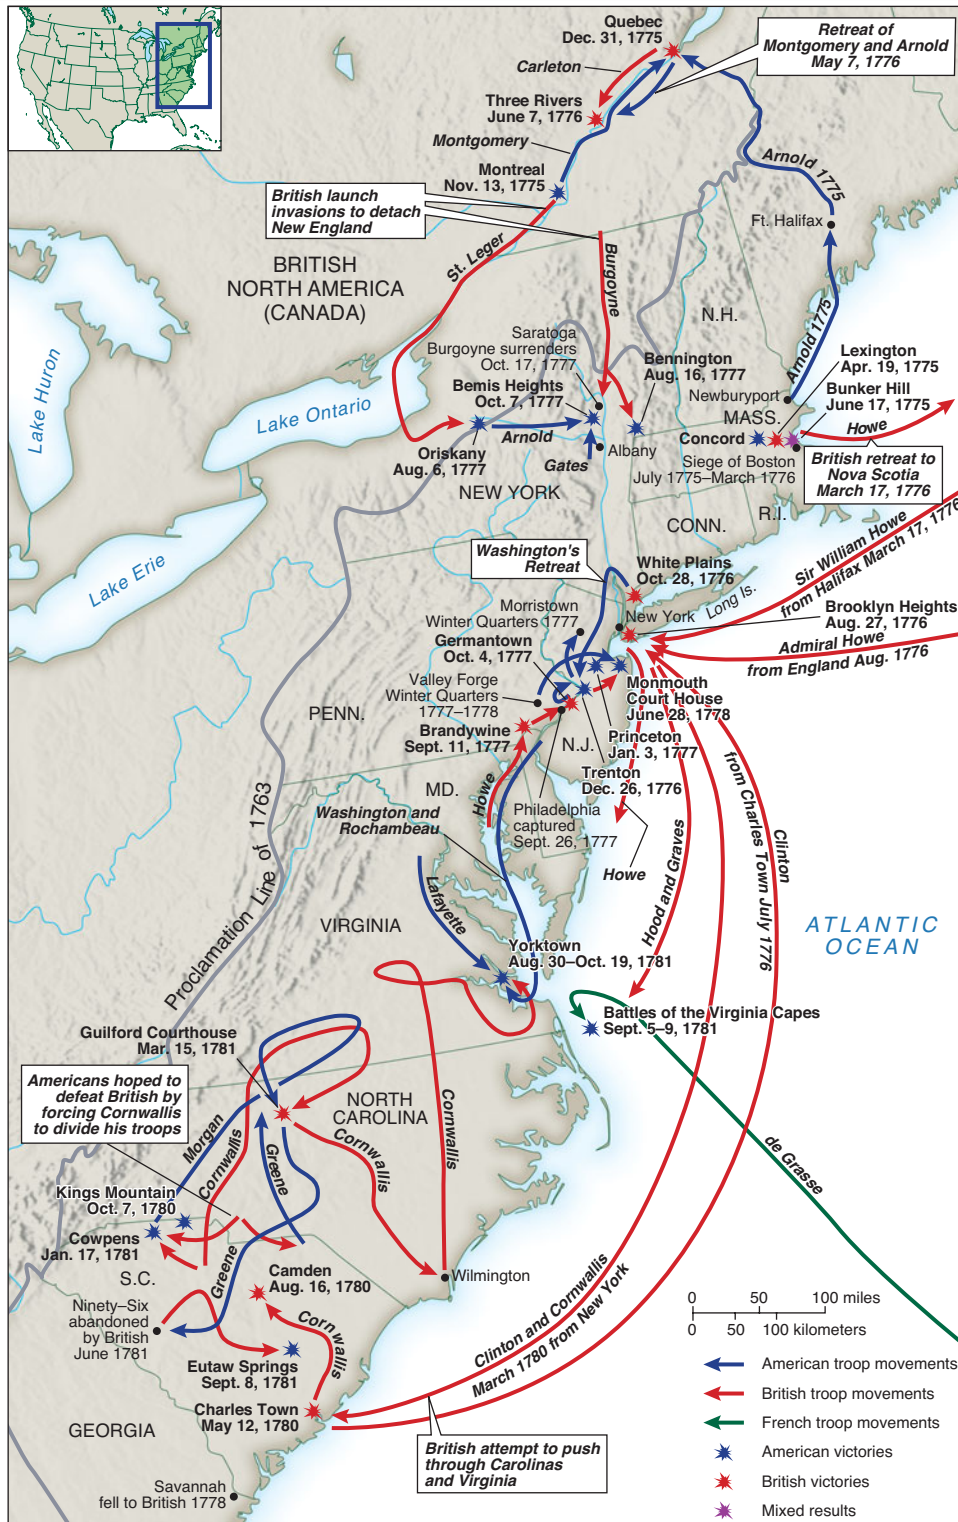 Quebec
Dec. 31, 1775
Retreat of
Montgomery and Arnold
May 7, 1776
Carleton
Three Rivers
June 7, 1776
Montgomery
Montreal
Nov. 13, 1775
Arnold 1775
British launch
invasions to detach
New England
Ft. Halifax
St. Leger
Burgoyne
BRITISH
NORTH AMERICA
(CANADA)
N.H.
Arnold 1775
Saratoga
Burgoyne surrenders
Oct. 17, 1777
Bennington
Aug. 16, 1777
Lexington
Apr. 19, 1775
Bemis Heights
Oct. 7, 1777
Newburyport
Bunker Hill
June 17, 1775
Lake Huron
Lake Ontario
MASS.
Howe
Arnold
Concord
Oriskany
Aug. 6, 1777
Gates
Albany
Siege of Boston
July 1775–March 1776
British retreat to
Nova Scotia
March 17, 1776
NEW YORK
CONN.
R.I.
Lake Erie
Washington's
Retreat
White Plains
Oct. 28, 1776
Sir William Howe
from Halifax March 17, 1776
Long Is.
Morristown
Winter Quarters 1777
New York
Brooklyn Heights
Aug. 27, 1776
Germantown
Oct. 4, 1777
Admiral Howe
from England Aug. 1776
Valley Forge
Winter Quarters
1777–1778
Monmouth
Court House
June 28, 1778
PENN.
Brandywine
Sept. 11, 1777
N.J.
Princeton
Jan. 3, 1777
Trenton
Dec. 26, 1776
MD.
Howe
Washington and
Rochambeau
Philadelphia
captured
Sept. 26, 1777
Howe
Clinton
from Charles Town July 1776
Proclamation Line of 1763
Lafayette
Hood and Graves
VIRGINIA
ATLANTIC
OCEAN
Yorktown
Aug. 30–Oct. 19, 1781
Battles of the Virginia Capes
Sept. 5–9, 1781
Guilford Courthouse
Mar. 15, 1781
Americans hoped to
defeat British by
forcing Cornwallis
to divide his troops
NORTH
CAROLINA
Cornwallis
Morgan
Cornwallis
Greene
Cornwallis
de Grasse
Kings Mountain
Oct. 7, 1780
Cowpens
Jan. 17, 1781
S.C.
Greene
Camden
Aug. 16, 1780
Wilmington
Ninety–Six
abandoned
by British
June 1781
Cornwallis
Clinton and Cornwallis
March 1780 from New York
Eutaw Springs
Sept. 8, 1781
Charles Town
May 12, 1780
GEORGIA
British attempt to push
through Carolinas
and Virginia
Savannah
fell to British 1778
0 50 100 miles
0 50 100 kilometers
American troop movements
British troop movements
French troop movements
American victories
British victories
Mixed results